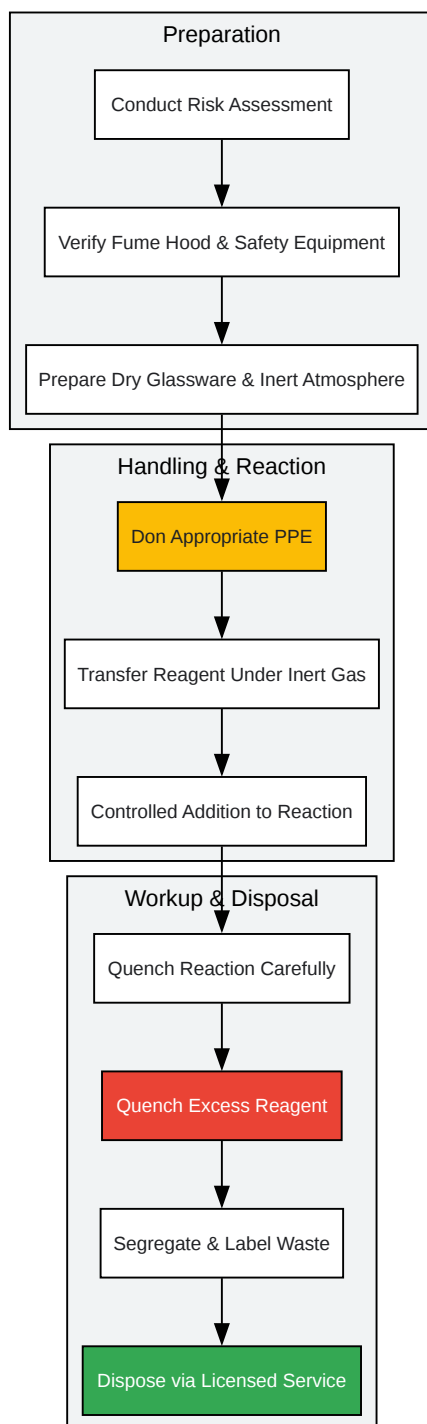 Preparation
Conduct Risk Assessment
Verify Fume Hood & Safety Equipment
Prepare Dry Glassware & Inert Atmosphere
Handling & Reaction
Don Appropriate PPE
Transfer Reagent Under Inert Gas
Controlled Addition to Reaction
Workup & Disposal
Quench Reaction Carefully
Quench Excess Reagent
Segregate & Label Waste
Dispose via Licensed Service